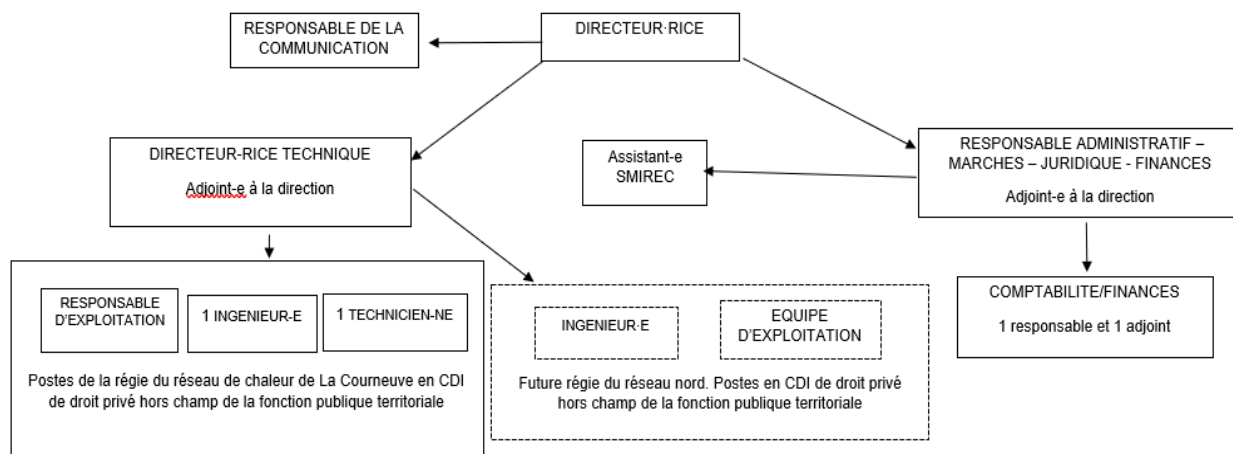 RESPONSABLE DE LA
COMMUNICATION
DIRECTEUR·RICE
DIRECTEUR-RICE TECHNIQUE
Adjoint-e à la direction
Assistant-e
SMIREC
RESPONSABLE ADMINISTRATIF –
MARCHES – JURIDIQUE - FINANCES
Adjoint-e à la direction
RESPONSABLE
D'EXPLOITATION
1 INGENIEUR-E
1 TECHNICIEN-NE
Postes de la régie du réseau de chaleur de La Courneuve en CDI
de droit privé hors champ de la fonction publique territoriale
INGENIEUR·E
EQUIPE
D'EXPLOITATION
Future régie du réseau nord. Postes en CDI de droit privé
hors champ de la fonction publique territoriale
COMPTABILITE/FINANCES
1 responsable et 1 adjoint